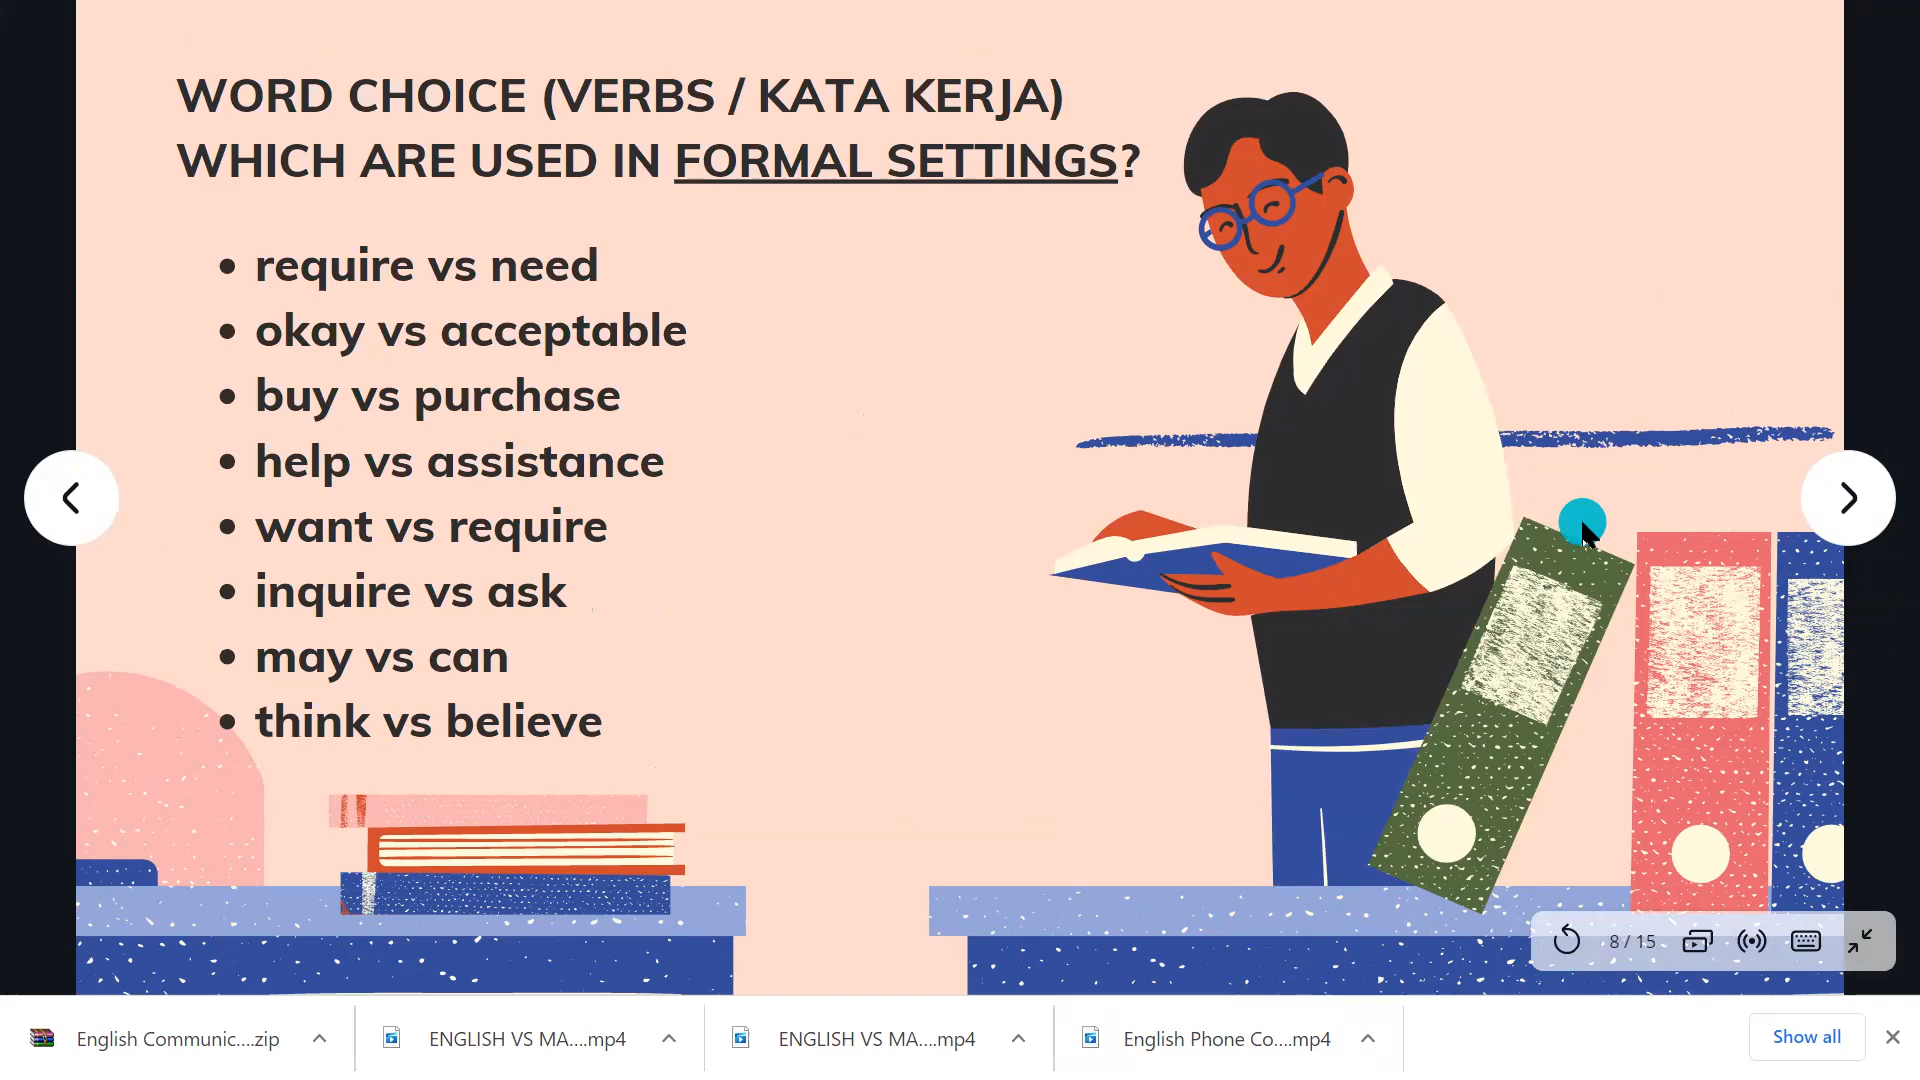 WORD CHOICE (VERBS / KATA KERJA)
WHICH ARE USED IN FORMAL SETTINGS?
• require vs need
• okay vs acceptable
• buy vs purchase
• help vs assistance
• want vs require
• inquire vs ask
• may vs can
• think vs believe
8 / 15
English Communic....zip
ENGLISH VS MA....mp4
ENGLISH VS MA....mp4
English Phone Co....mp4
Show all